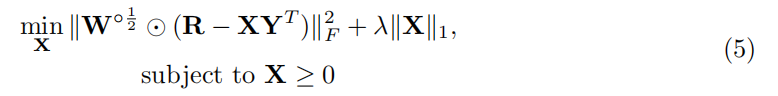 min_X ‖W^{∘1/2} ⊙ (R − XY^T)‖_F^2 + λ‖X‖_1,
(5)
subject to X ≥ 0